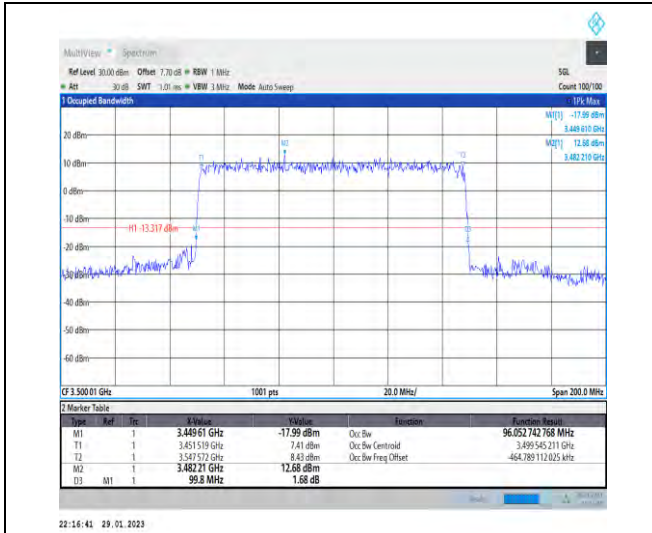 MultiView Spectrum
Ref Level 30.00 dBm Offset 7.70 dB RBW 1 MHz SGL
Att 30 dB SWT 1.01 ms VBW 3 MHz Mode Auto Sweep Count 100/100
1 Occupied Bandwidth 1Pk Max
M1[1] -17.99 dBm
3.449 610 GHz
M2[1] 12.68 dBm
3.482 210 GHz
20 dBm
M2
T1
T2
10 dBm
0 dBm
-10 dBm
H1 -13.317 dBm
M1
D3
-20 dBm
-30 dBm
-40 dBm
-50 dBm
-60 dBm
CF 3.500 01 GHz 1001 pts 20.0 MHz/ Span 200.0 MHz
2 Marker Table
Type Ref Trc X-Value Y-Value Function Function Result
M1 1 3.449 61 GHz -17.99 dBm Occ Bw 96.052 742 768 MHz
T1 1 3.451 519 GHz 7.41 dBm Occ Bw Centroid 3.499 545 211 GHz
T2 1 3.547 572 GHz 8.43 dBm Occ Bw Freq Offset -464.789 112 025 kHz
M2 1 3.482 21 GHz 12.68 dBm
D3 M1 1 99.8 MHz 1.68 dB
22:16:41 29.01.2023